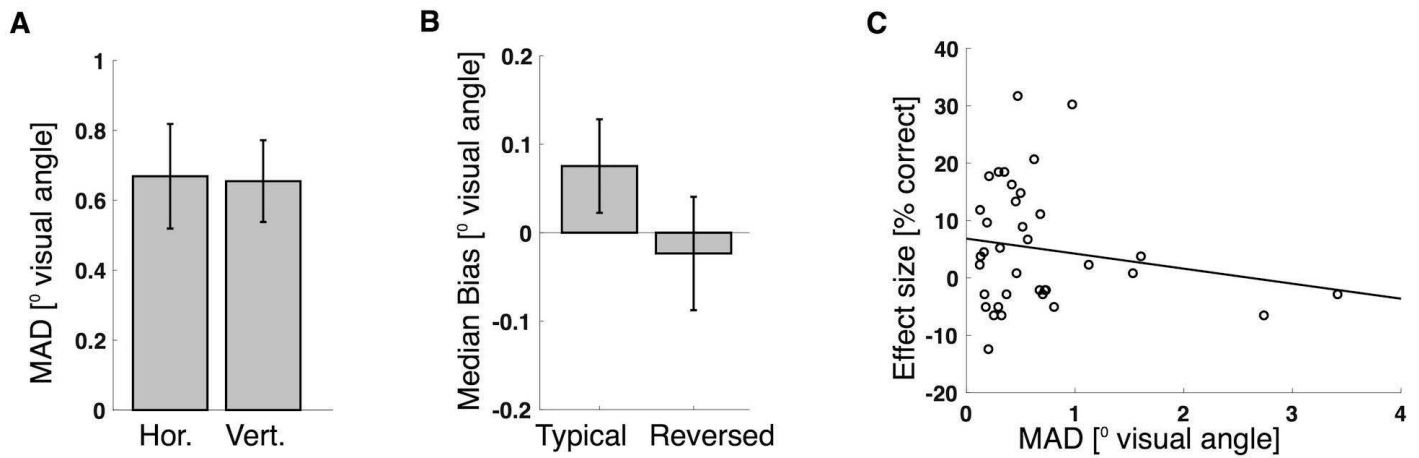 A
MAD [⁰ visual angle]
1
0.8
0.6
0.4
0.2
0
Hor. Vert.
B
Median Bias [⁰ visual angle]
0.2
0.1
0
-0.1
-0.2
Typical Reversed
C
Effect size [% correct]
40
30
20
10
0
-10
-20
0 1 2 3 4
MAD [⁰ visual angle]